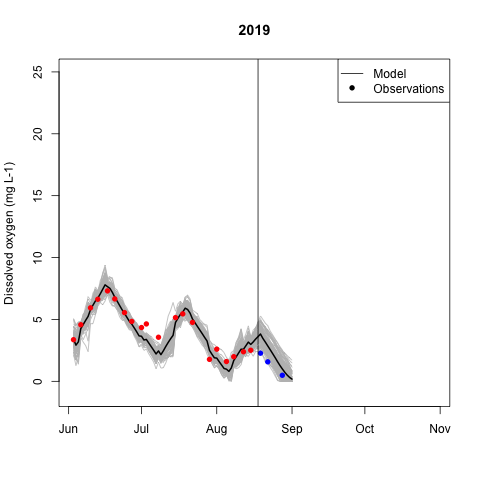 2019
Model
Observations
Dissolved oxygen (mg L-1)
25
20
15
10
5
0
Jun Jul Aug Sep Oct Nov